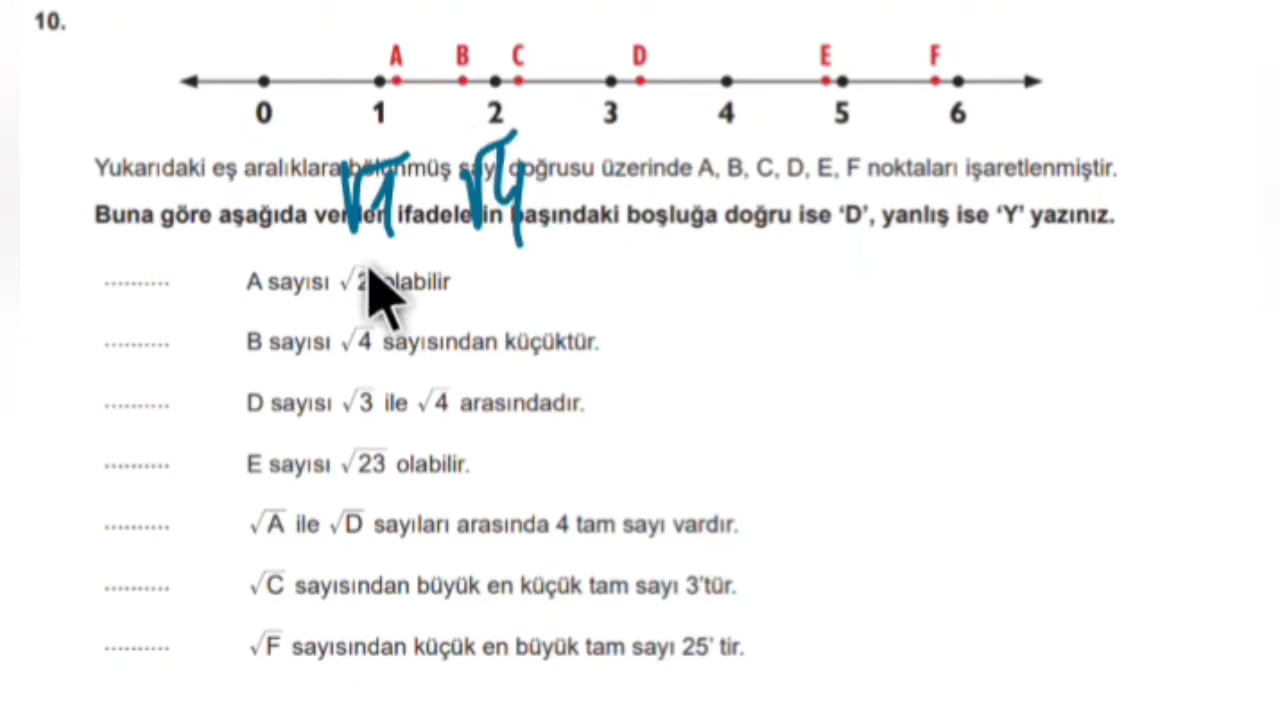 10.
A B C D E F
0 1 2 3 4 5 6
√1 √4
Yukarıdaki eş aralıklara bölünmüş sayı doğrusu üzerinde A, B, C, D, E, F noktaları işaretlenmiştir.
Buna göre aşağıda verilen ifadelerin başındaki boşluğa doğru ise ‘D’, yanlış ise ‘Y’ yazınız.
.......... A sayısı √2 olabilir
.......... B sayısı √4 sayısından küçüktür.
.......... D sayısı √3 ile √4 arasındadır.
.......... E sayısı √23 olabilir.
.......... √A ile √D sayıları arasında 4 tam sayı vardır.
.......... √C sayısından büyük en küçük tam sayı 3’tür.
.......... √F sayısından küçük en büyük tam sayı 25’ tir.